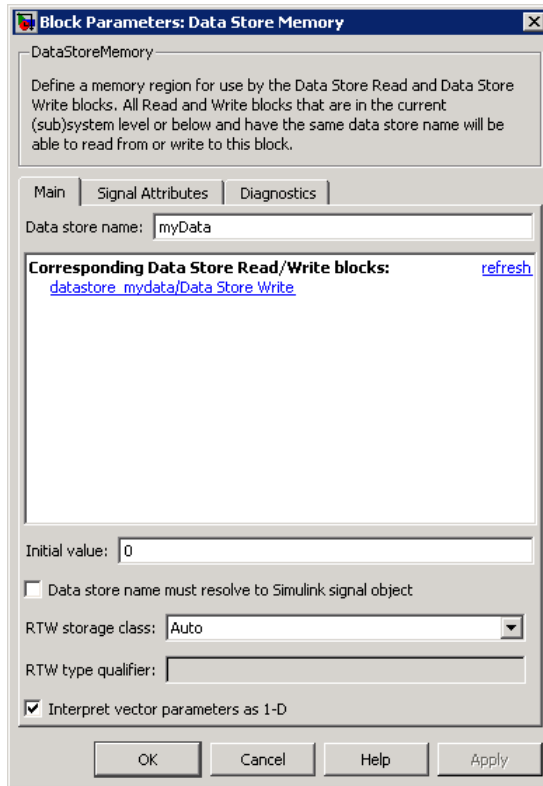 Block Parameters: Data Store Memory
DataStoreMemory
Define a memory region for use by the Data Store Read and Data Store
Write blocks. All Read and Write blocks that are in the current
(sub)system level or below and have the same data store name will be
able to read from or write to this block.
Main Signal Attributes Diagnostics
Data store name: myData
Corresponding Data Store Read/Write blocks: refresh
datastore_mydata/Data Store Write
Initial value: 0
Data store name must resolve to Simulink signal object
RTW storage class: Auto
RTW type qualifier:
Interpret vector parameters as 1-D
OK Cancel Help Apply